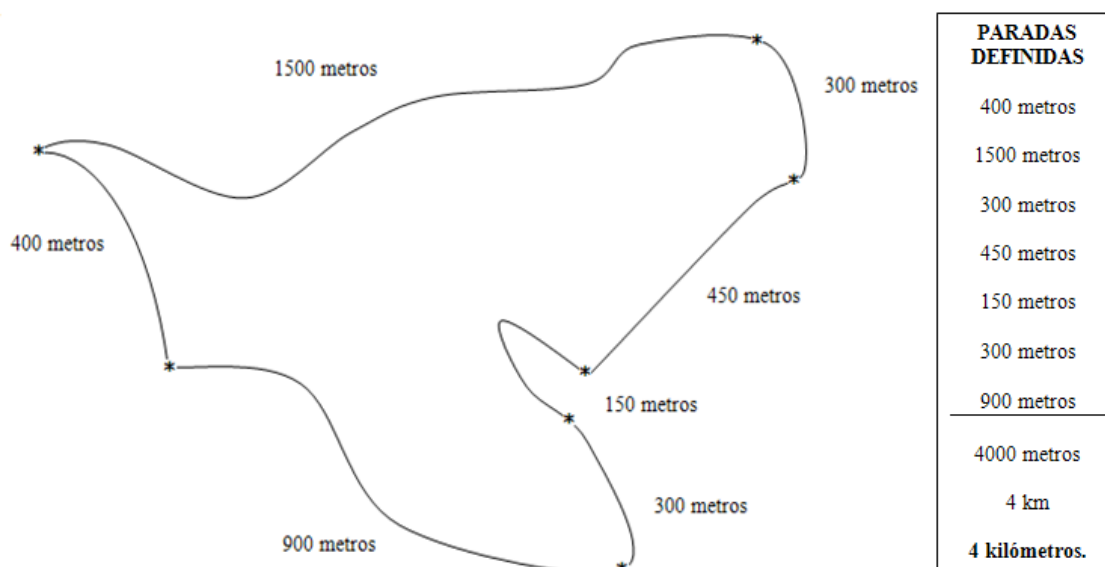 1500 metros
300 metros
400 metros
450 metros
150 metros
300 metros
900 metros
PARADAS
DEFINIDAS
400 metros
1500 metros
300 metros
450 metros
150 metros
300 metros
900 metros
4000 metros
4 km
4 kilómetros.